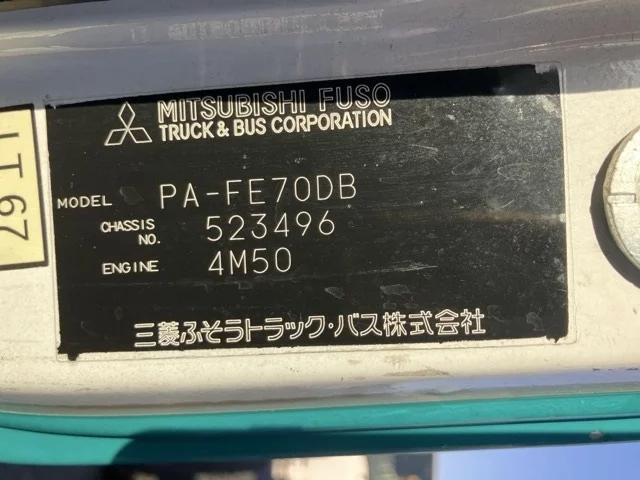 MITSUBISHI FUSO
TRUCK & BUS CORPORATION
MODEL PA-FE70DB
CHASSIS NO. 523496
ENGINE 4M50
三菱ふそうトラック・バス株式会社